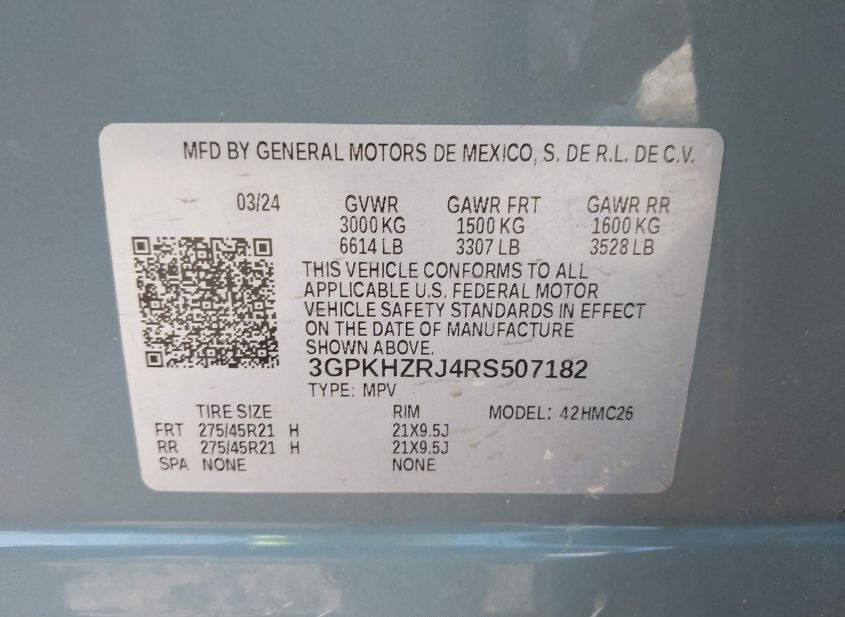 MFD BY GENERAL MOTORS DE MEXICO, S. DE R.L. DE C.V.
03/24 GVWR GAWR FRT GAWR RR
3000 KG 1500 KG 1600 KG
6614 LB 3307 LB 3528 LB
THIS VEHICLE CONFORMS TO ALL
APPLICABLE U.S. FEDERAL MOTOR
VEHICLE SAFETY STANDARDS IN EFFECT
ON THE DATE OF MANUFACTURE
SHOWN ABOVE.
3GPKHZRJ4RS507182
TYPE: MPV
TIRE SIZE RIM MODEL: 42HMC26
FRT 275/45R21 H 21X9.5J
RR 275/45R21 H 21X9.5J
SPA NONE NONE